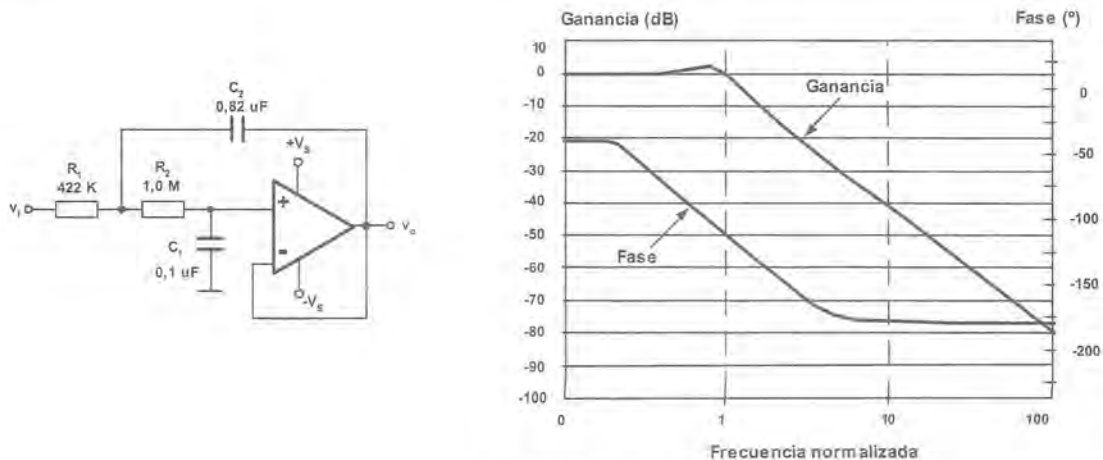 C₂
0,82 uF
+Vₛ
R₁
422 K
R₂
1,0 M
vᵢ
+
-
vₒ
C₁
0,1 uF
-Vₛ
Ganancia (dB)
Fase (º)
10
0
-10
-20
-30
-40
-50
-60
-70
-80
-90
-100
Ganancia
Fase
0
-50
-100
-150
-200
0
1
10
100
Frecuencia normalizada